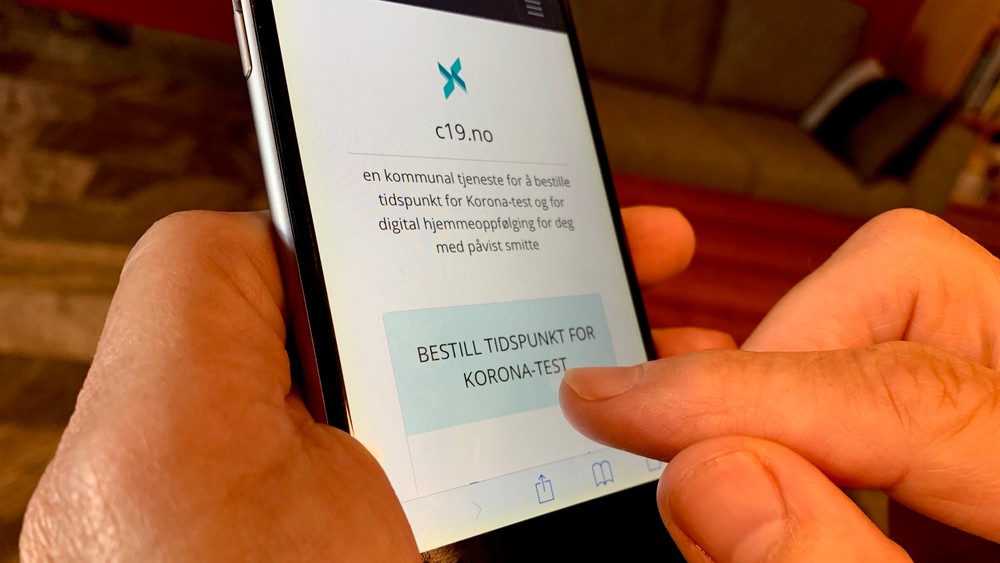 c19.no
en kommunal tjeneste for å bestille
tidspunkt for Korona-test og for
digital hjemmeoppfølging for deg
med påvist smitte
BESTILL TIDSPUNKT FOR
KORONA-TEST